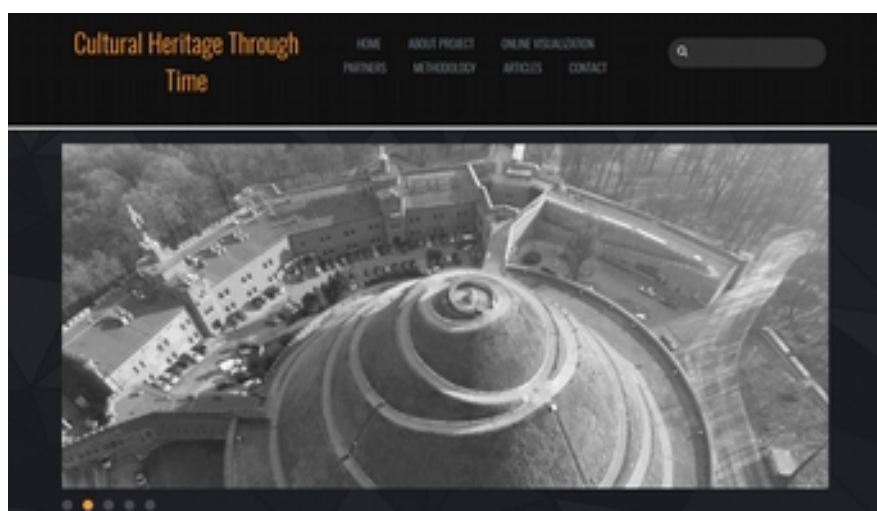 Cultural Heritage Through
Time
HOME ABOUT PROJECT ONLINE VISUALIZATION
PARTNERS METHODOLOGY ARTICLES CONTACT